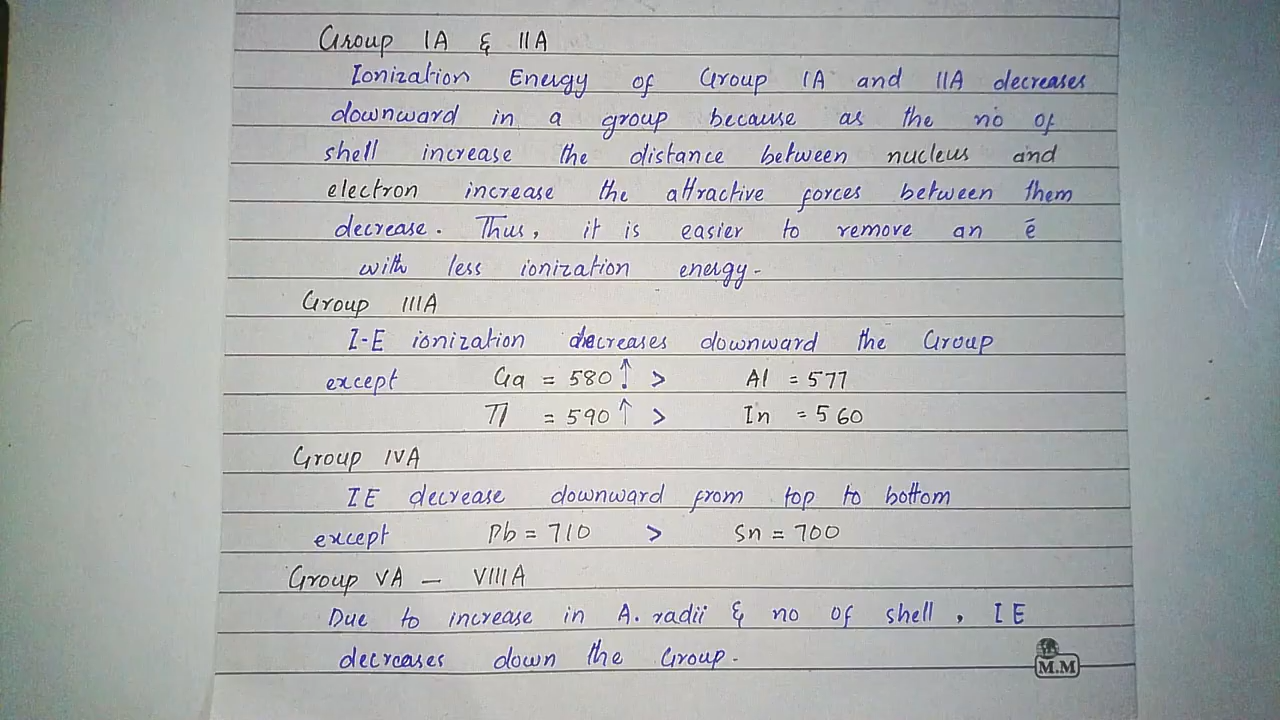 Group IA & IIA
Ionization Energy of Group IA and IIA decreases
downward in a group because as the no of
shell increase the distance between nucleus and
electron increase the attractive forces between them
decrease. Thus, it is easier to remove an ē
with less ionization energy-
Group IIIA
I-E ionization decreases downward the Group
except Ga = 580↑ > Al = 577
Tl = 590↑ > In = 560
Group IVA
IE decrease downward from top to bottom
except Pb = 710 > Sn = 700
Group VA - VIIIA
Due to increase in A. radii & no of shell, IE
decreases down the Group.
M.M